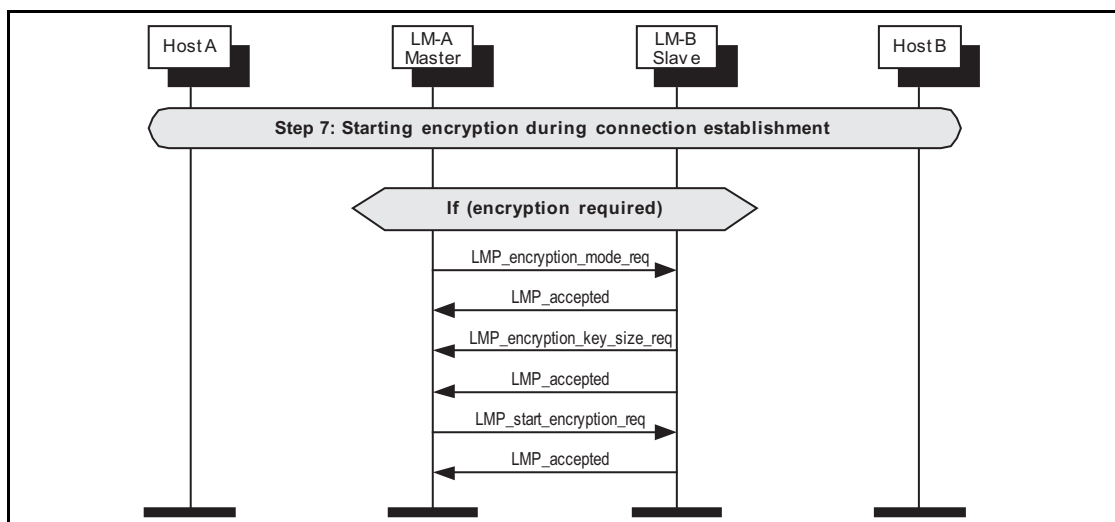 Host A
LM-A
Master
LM-B
Slave
Host B
Step 7: Starting encryption during connection establishment
If (encryption required)
LMP_encryption_mode_req
LMP_accepted
LMP_encryption_key_size_req
LMP_accepted
LMP_start_encryption_req
LMP_accepted